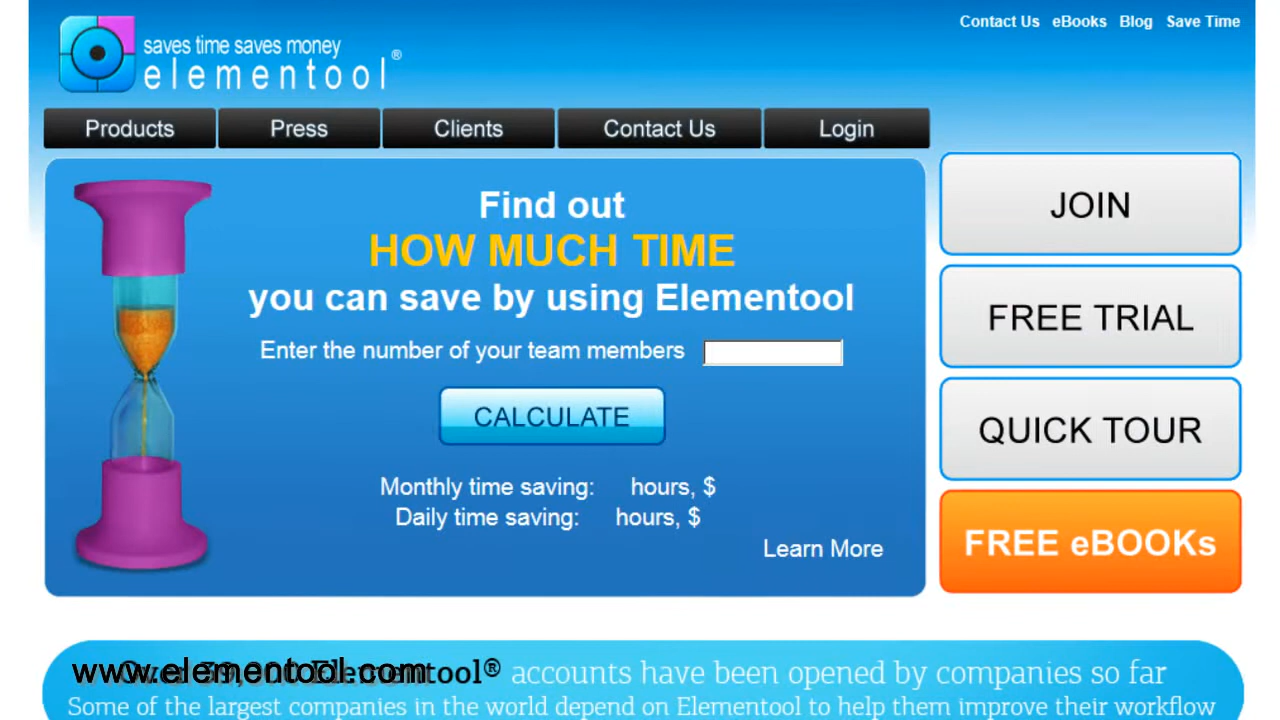 Contact Us eBooks Blog Save Time
saves time saves money
elementool®
Products Press Clients Contact Us Login
Find out
HOW MUCH TIME
you can save by using Elementool
Enter the number of your team members
CALCULATE
Monthly time saving: hours, $
Daily time saving: hours, $
Learn More
JOIN
FREE TRIAL
QUICK TOUR
FREE eBOOKs
www.elementool.com
Elementool® accounts have been opened by companies so far
Some of the largest companies in the world depend on Elementool to help them improve their workflow